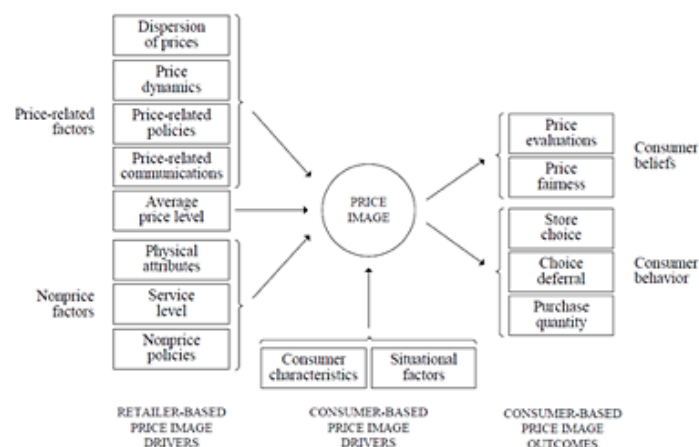 Dispersion
of prices
Price
dynamics
Price-related
factors
Price-related
policies
Price-related
communications
Average
price level
Physical
attributes
Nonprice
factors
Service
level
Nonprice
policies
PRICE
IMAGE
Consumer
characteristics
Situational
factors
Price
evaluations
Price
fairness
Consumer
beliefs
Store
choice
Choice
deferral
Purchase
quantity
Consumer
behavior
RETAILER-BASED
PRICE IMAGE
DRIVERS
CONSUMER-BASED
PRICE IMAGE
DRIVERS
CONSUMER-BASED
PRICE IMAGE
OUTCOMES